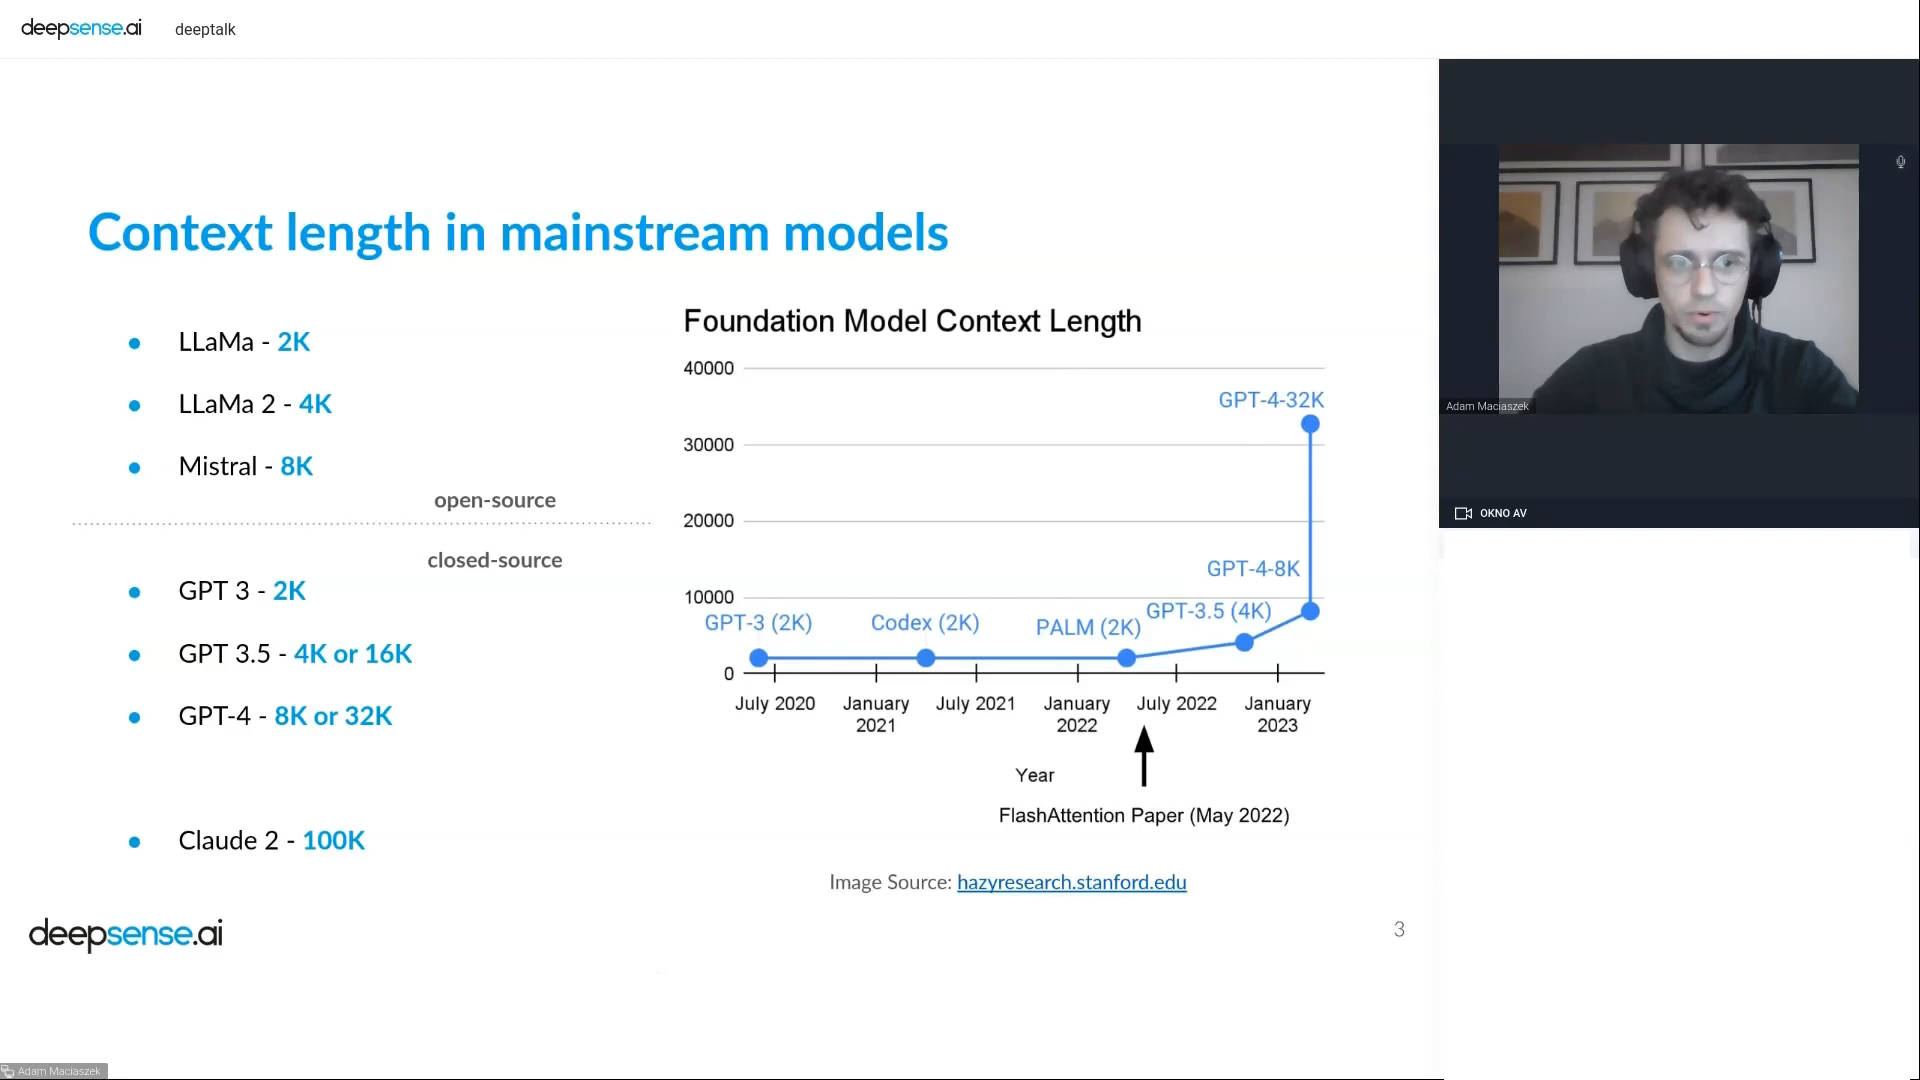 deepsense.ai deeptalk
Context length in mainstream models
LLaMa - 2K
LLaMa 2 - 4K
Mistral - 8K
open-source
closed-source
GPT 3 - 2K
GPT 3.5 - 4K or 16K
GPT-4 - 8K or 32K
Claude 2 - 100K
Foundation Model Context Length
40000
30000
20000
10000
0
GPT-4-32K
GPT-4-8K
GPT-3 (2K)
Codex (2K)
PALM (2K)
GPT-3.5 (4K)
July 2020
January
2021
July 2021
January
2022
July 2022
January
2023
Year
FlashAttention Paper (May 2022)
Image Source: hazyresearch.stanford.edu
deepsense.ai
3
Adam Maciaszek
OKNO AV
Adam Maciaszek